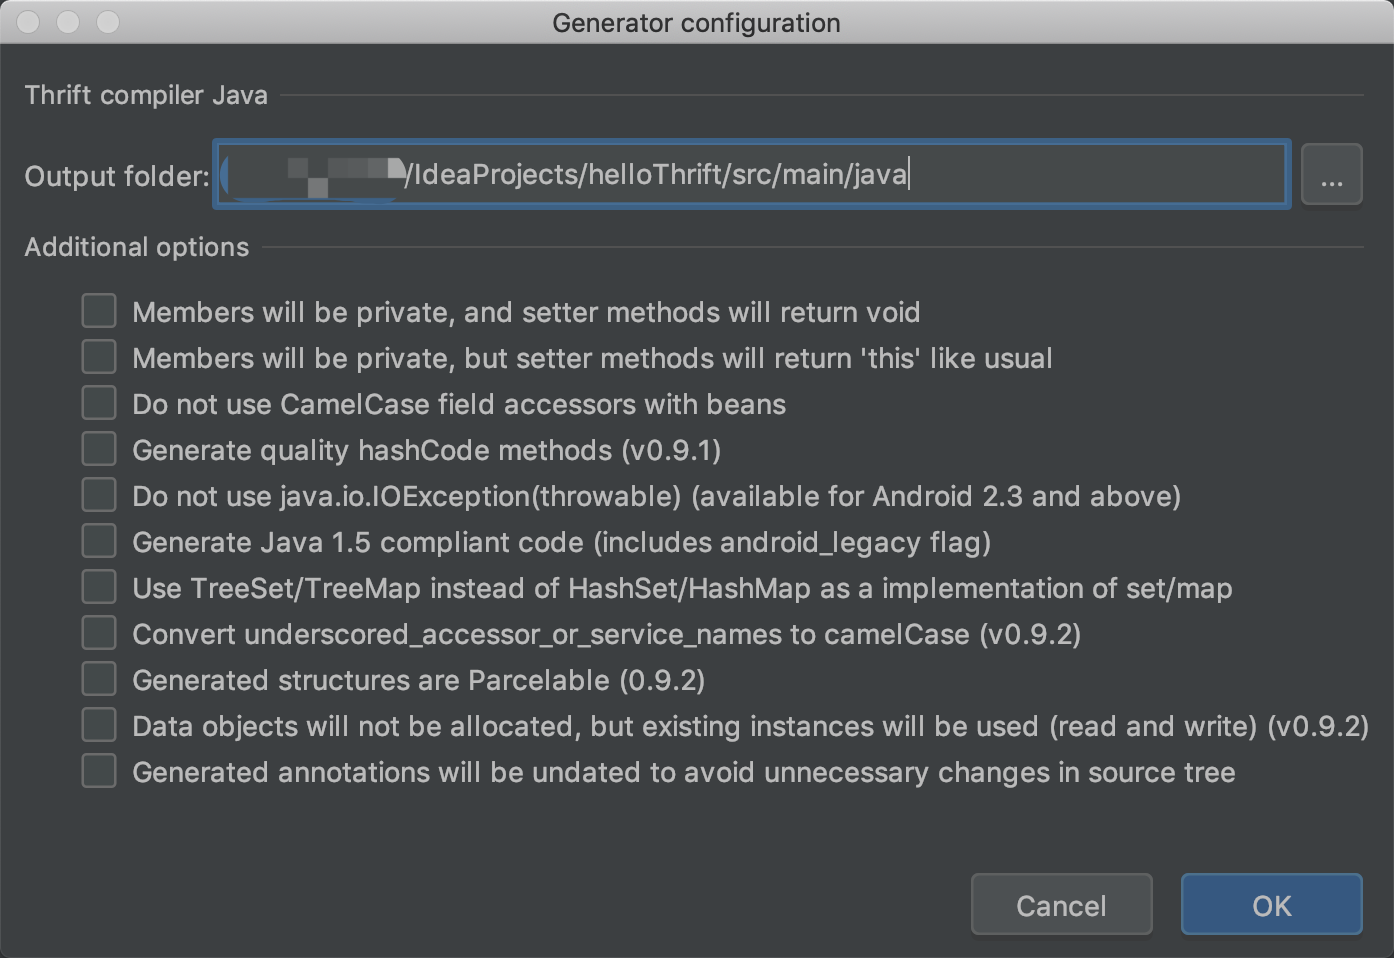 Generator configuration
Thrift compiler Java
Output folder: /IdeaProjects/helloThrift/src/main/java ...
Additional options
Members will be private, and setter methods will return void
Members will be private, but setter methods will return 'this' like usual
Do not use CamelCase field accessors with beans
Generate quality hashCode methods (v0.9.1)
Do not use java.io.IOException(throwable) (available for Android 2.3 and above)
Generate Java 1.5 compliant code (includes android_legacy flag)
Use TreeSet/TreeMap instead of HashSet/HashMap as a implementation of set/map
Convert underscored_accessor_or_service_names to camelCase (v0.9.2)
Generated structures are Parcelable (0.9.2)
Data objects will not be allocated, but existing instances will be used (read and write) (v0.9.2)
Generated annotations will be undated to avoid unnecessary changes in source tree
Cancel OK